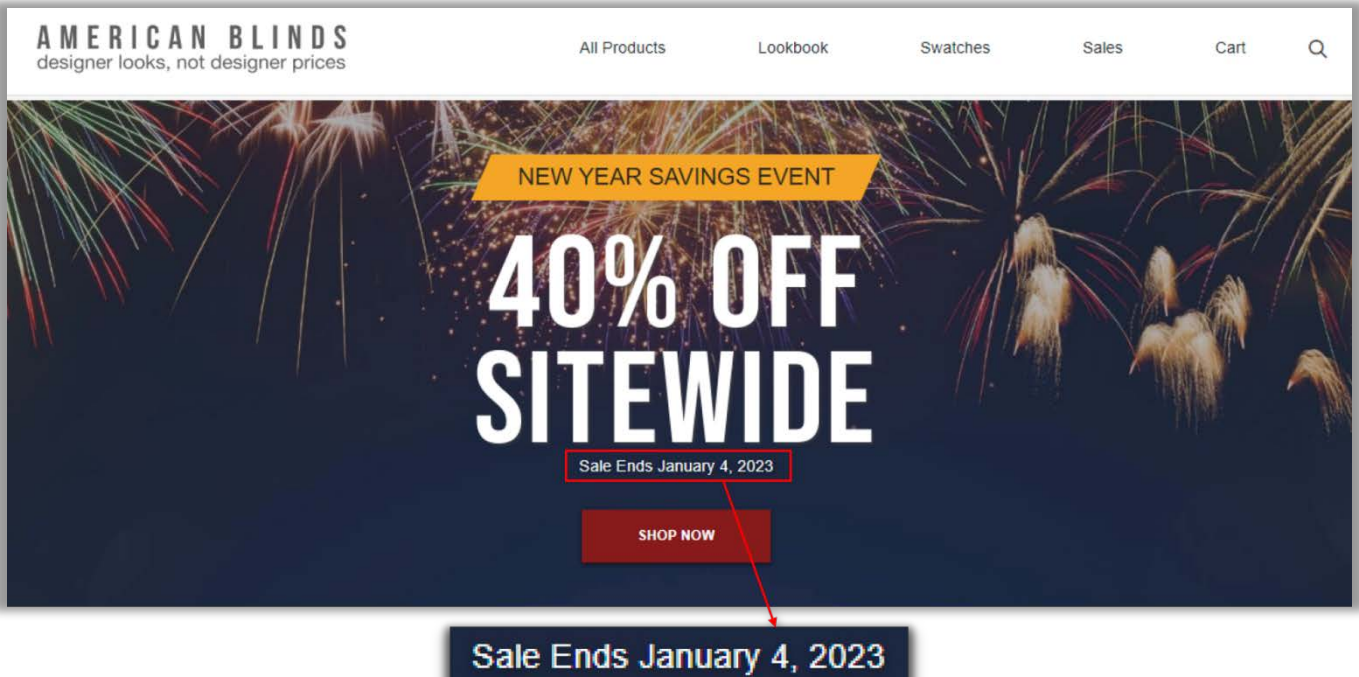 AMERICAN BLINDS
designer looks, not designer prices
All Products Lookbook Swatches Sales Cart
NEW YEAR SAVINGS EVENT
40% OFF
SITEWIDE
Sale Ends January 4, 2023
SHOP NOW
Sale Ends January 4, 2023